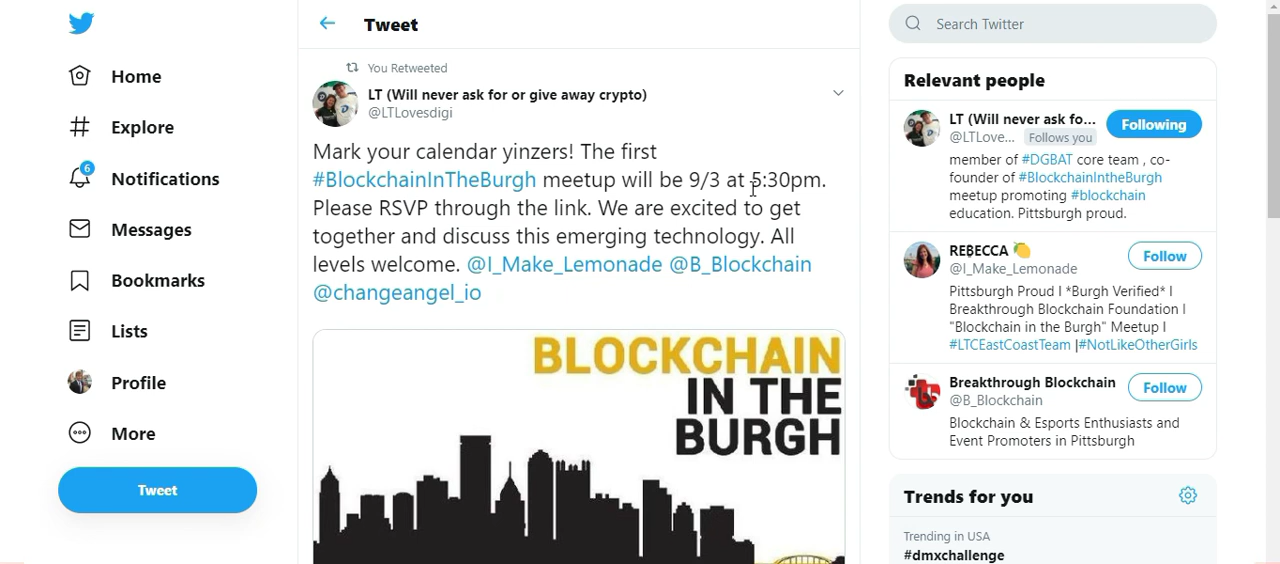 Tweet
Search Twitter
Home
Explore
6
Notifications
Messages
Bookmarks
Lists
Profile
More
Tweet
You Retweeted
LT (Will never ask for or give away crypto)
@LTLovesdigi
Mark your calendar yinzers! The first
#BlockchainInTheBurgh meetup will be 9/3 at 5:30pm.
Please RSVP through the link. We are excited to get
together and discuss this emerging technology. All
levels welcome. @I_Make_Lemonade @B_Blockchain
@changeangel_io
BLOCKCHAIN
IN THE
BURGH
Relevant people
LT (Will never ask fo...
Following
@LTLove... Follows you
member of #DGBAT core team , co-
founder of #BlockchainIntheBurgh
meetup promoting #blockchain
education. Pittsburgh proud.
REɃECCA 🍋
Follow
@I_Make_Lemonade
Pittsburgh Proud I *Burgh Verified* I
Breakthrough Blockchain Foundation I
"Blockchain in the Burgh" Meetup I
#LTCEastCoastTeam |#NotLikeOtherGirls
Breakthrough Blockchain
Follow
@B_Blockchain
Blockchain & Esports Enthusiasts and
Event Promoters in Pittsburgh
Trends for you
Trending in USA
#dmxchallenge